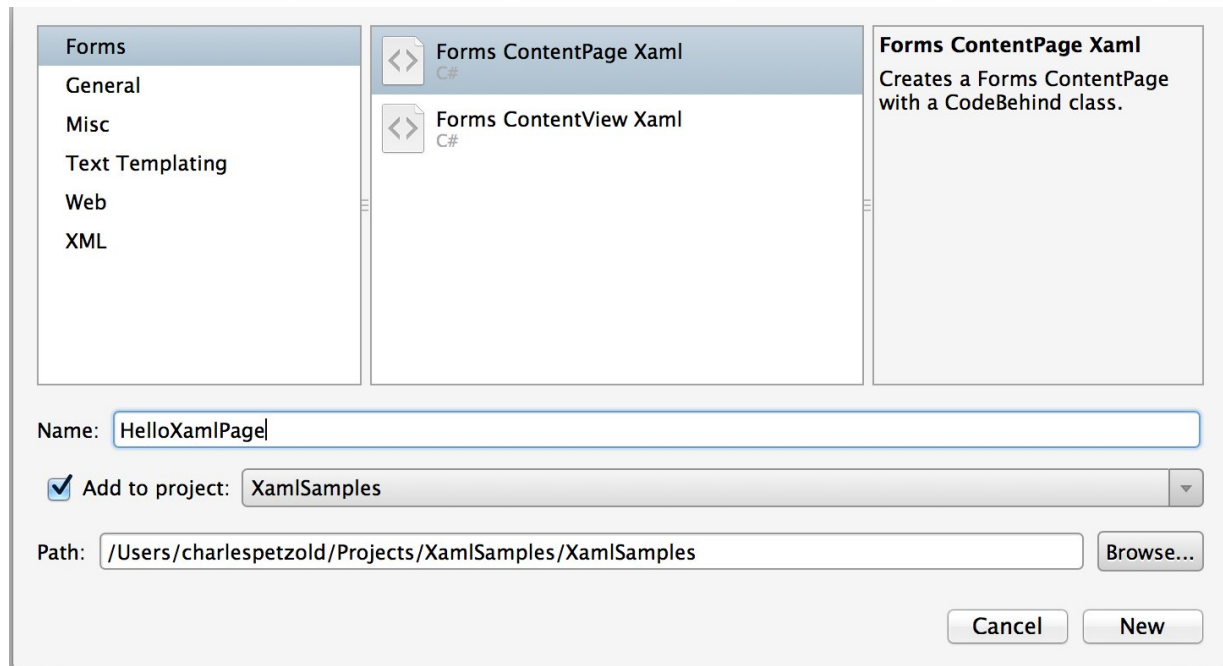 Forms
General
Misc
Text Templating
Web
XML
Forms ContentPage Xaml
C#
Forms ContentView Xaml
C#
Forms ContentPage Xaml
Creates a Forms ContentPage
with a CodeBehind class.
Name: HelloXamlPage
Add to project: XamlSamples
Path: /Users/charlespetzold/Projects/XamlSamples/XamlSamples Browse...
Cancel New